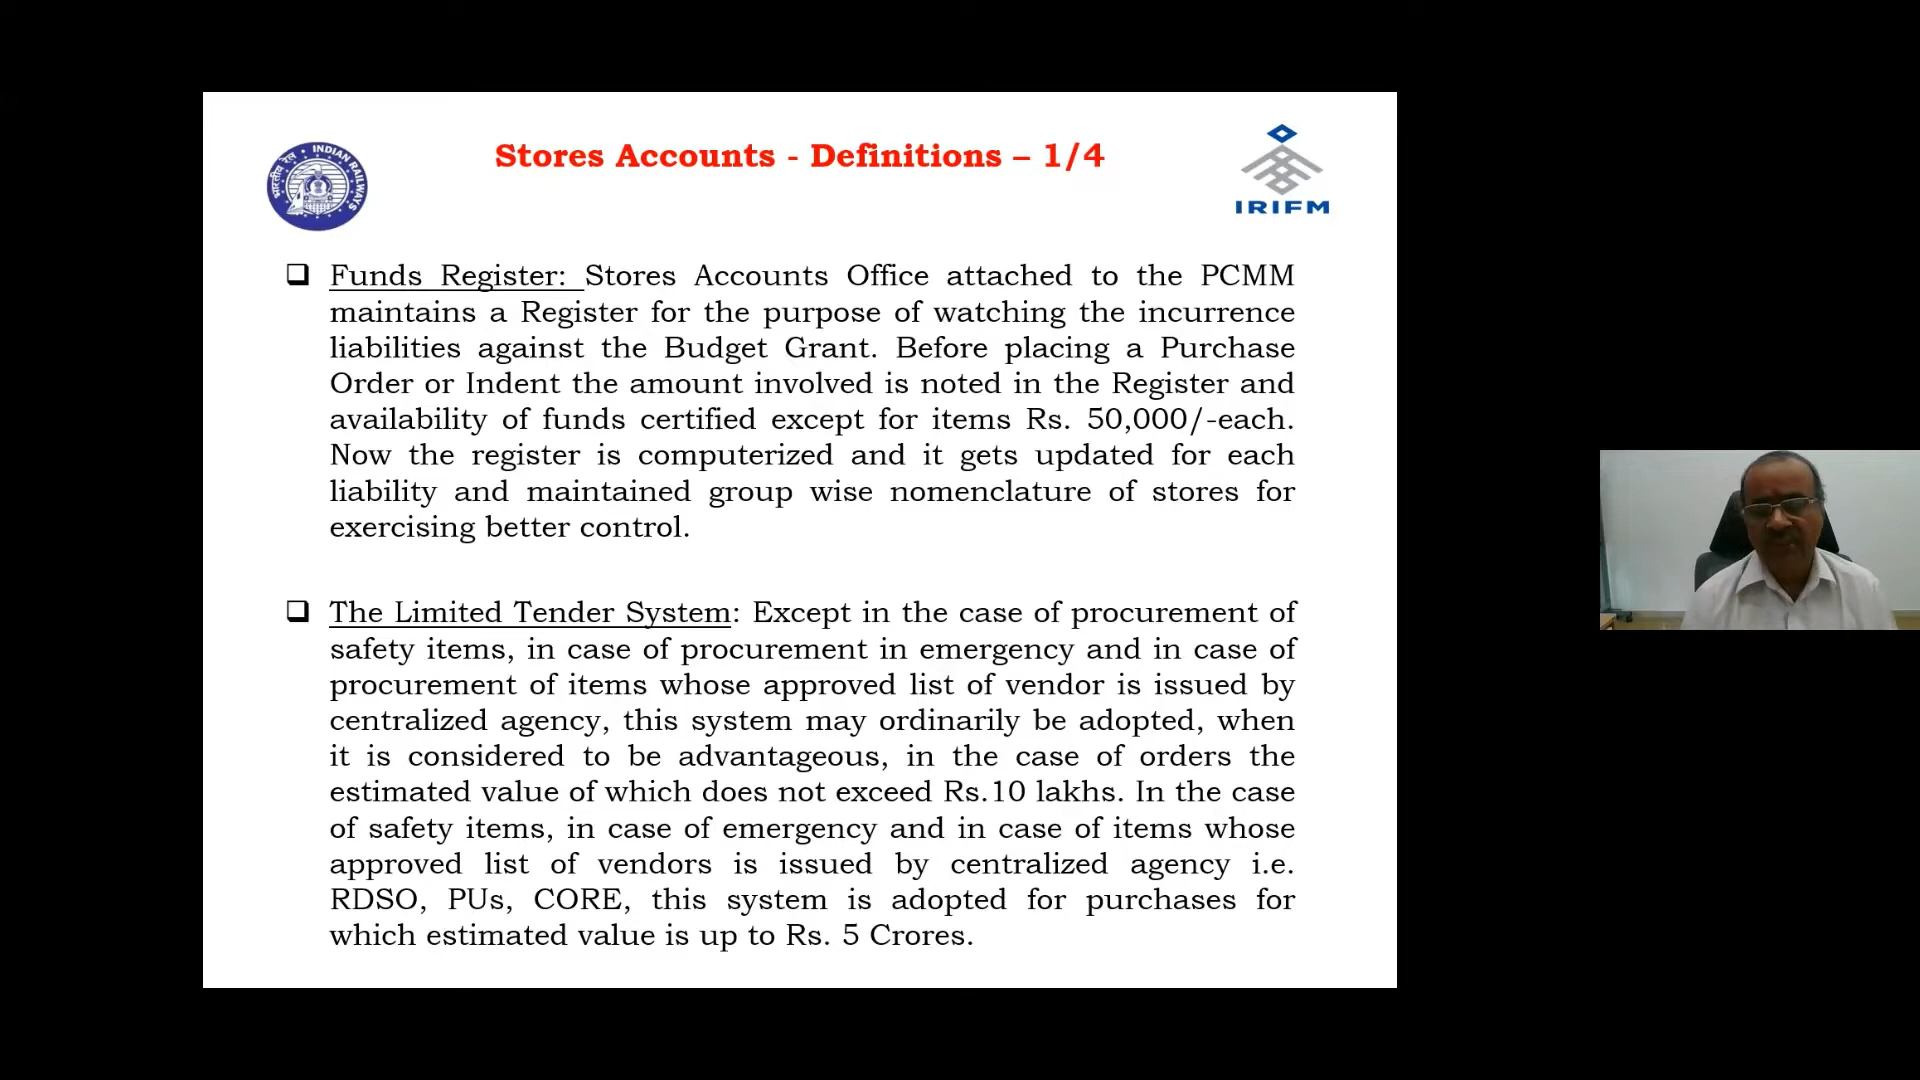 Stores Accounts - Definitions – 1/4
भारतीय रेल • INDIAN RAILWAYS
IRIFM
❑ Funds Register: Stores Accounts Office attached to the PCMM
maintains a Register for the purpose of watching the incurrence
liabilities against the Budget Grant. Before placing a Purchase
Order or Indent the amount involved is noted in the Register and
availability of funds certified except for items Rs. 50,000/-each.
Now the register is computerized and it gets updated for each
liability and maintained group wise nomenclature of stores for
exercising better control.
❑ The Limited Tender System: Except in the case of procurement of
safety items, in case of procurement in emergency and in case of
procurement of items whose approved list of vendor is issued by
centralized agency, this system may ordinarily be adopted, when
it is considered to be advantageous, in the case of orders the
estimated value of which does not exceed Rs.10 lakhs. In the case
of safety items, in case of emergency and in case of items whose
approved list of vendors is issued by centralized agency i.e.
RDSO, PUs, CORE, this system is adopted for purchases for
which estimated value is up to Rs. 5 Crores.